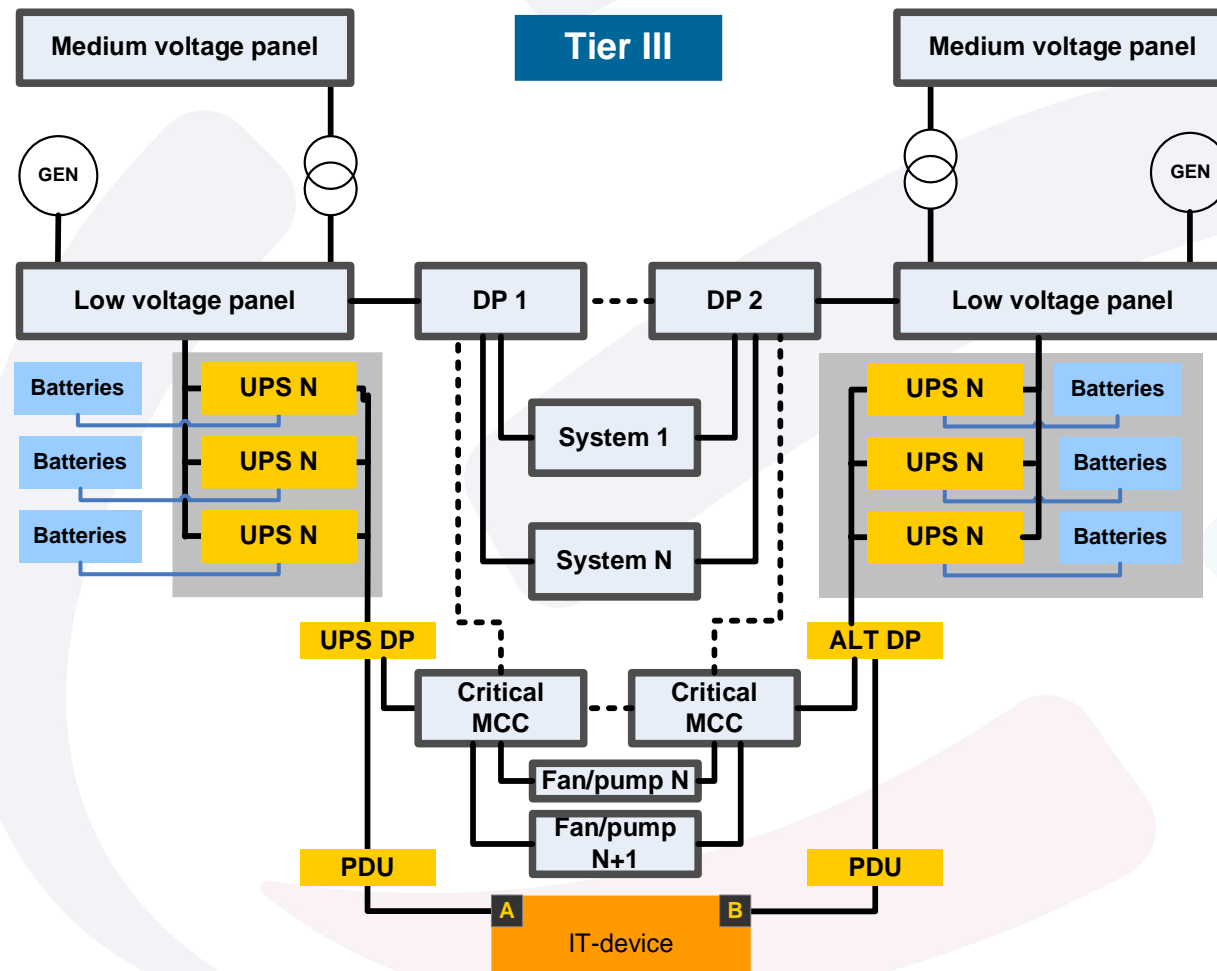 Medium voltage panel
Tier III
Medium voltage panel
GEN
GEN
Low voltage panel
DP 1
DP 2
Low voltage panel
Batteries
UPS N
UPS N
Batteries
System 1
Batteries
UPS N
UPS N
Batteries
Batteries
UPS N
UPS N
Batteries
System N
UPS DP
ALT DP
Critical
MCC
Critical
MCC
Fan/pump N
Fan/pump
N+1
PDU
PDU
A
B
IT-device